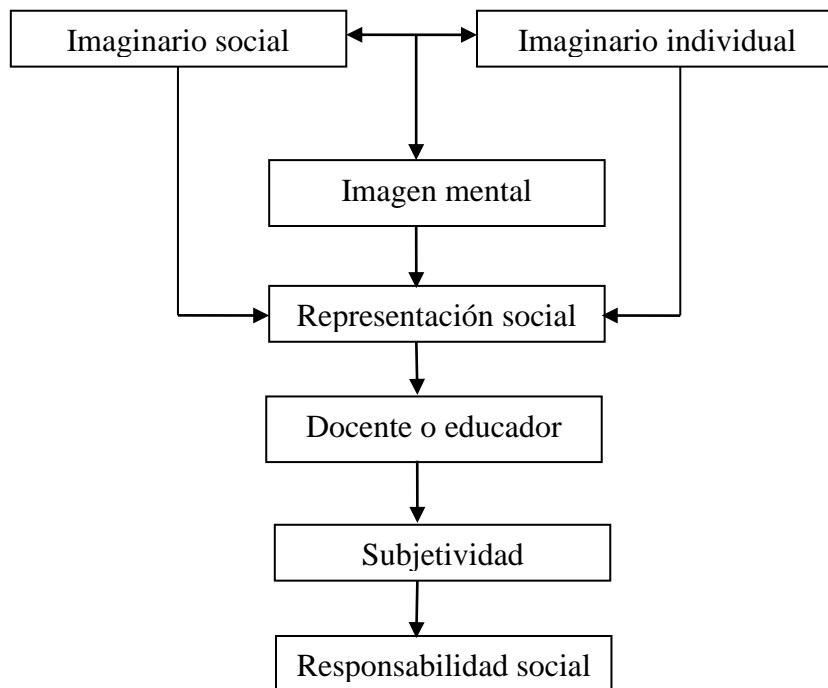 Imaginario social
Imaginario individual
Imagen mental
Representación social
Docente o educador
Subjetividad
Responsabilidad social